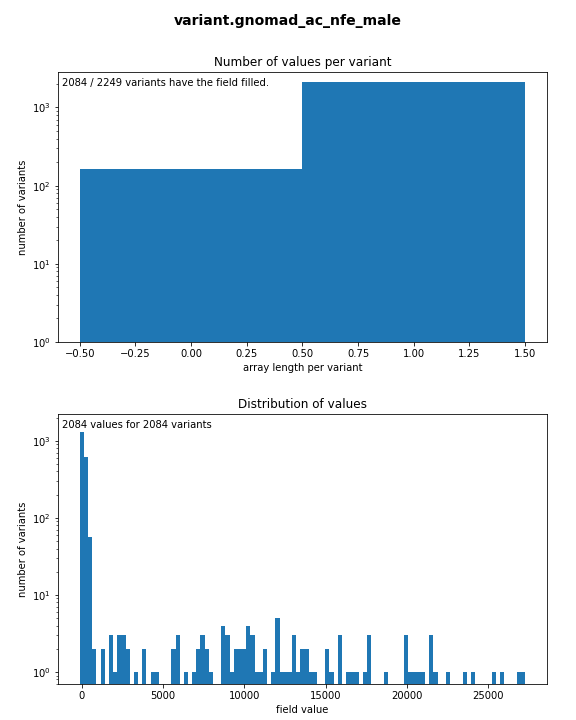 variant.gnomad_ac_nfe_male
Number of values per variant
2084 / 2249 variants have the field filled.
number of variants
10³
10²
10¹
10⁰
−0.50 −0.25 0.00 0.25 0.50 0.75 1.00 1.25 1.50
array length per variant
Distribution of values
2084 values for 2084 variants
number of variants
10³
10²
10¹
10⁰
0 5000 10000 15000 20000 25000
field value